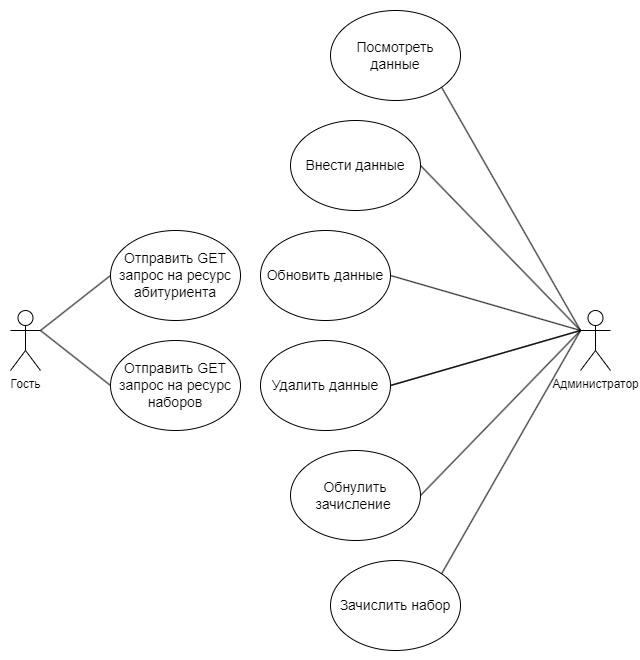 Посмотреть
данные
Внести данные
Отправить GET
запрос на ресурс
абитуриента
Обновить данные
Гость
Отправить GET
запрос на ресурс
наборов
Удалить данные
Администратор
Обнулить
зачисление
Зачислить набор